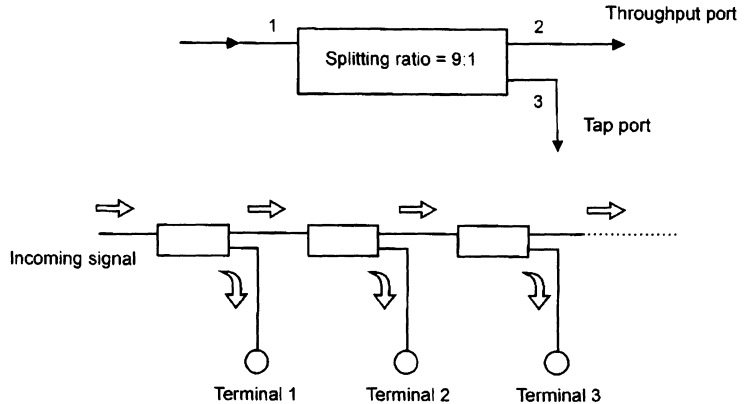 Throughput port
1
2
Splitting ratio = 9:1
3
Tap port
Incoming signal
Terminal 1
Terminal 2
Terminal 3